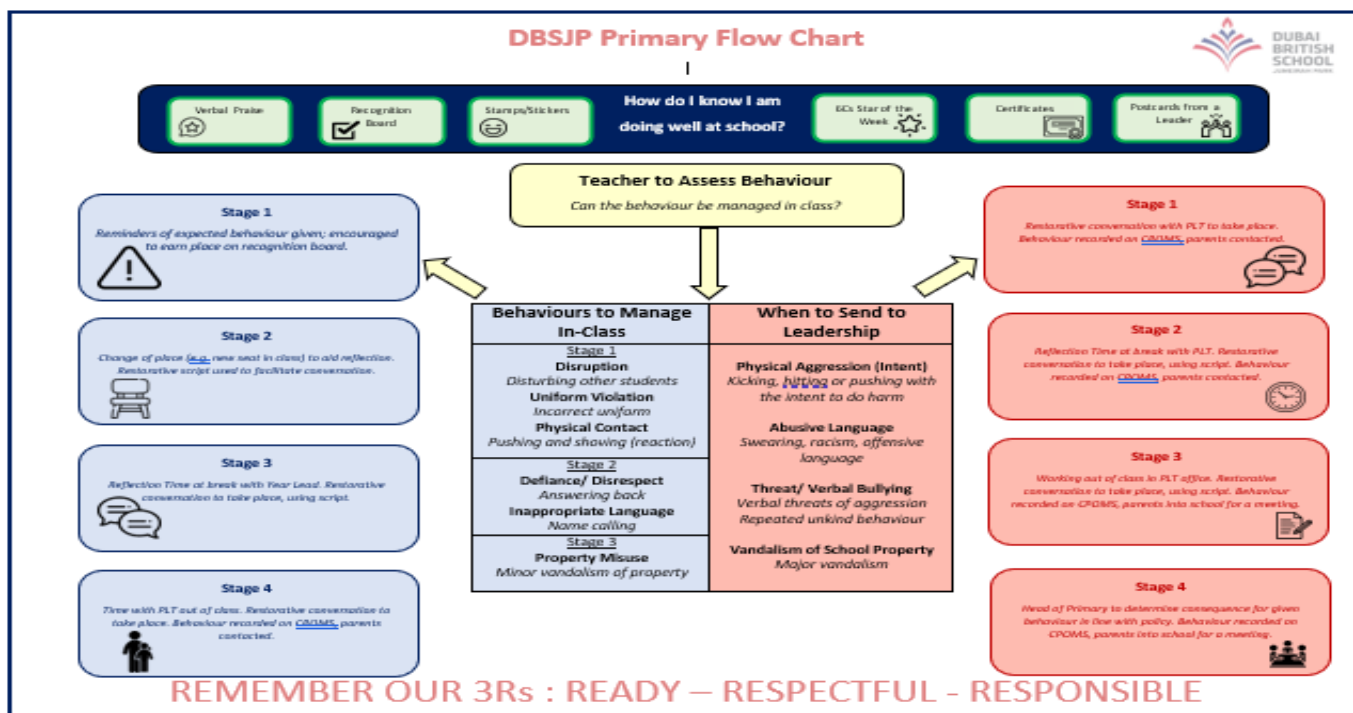 DBSJP Primary Flow Chart
DUBAI
BRITISH
SCHOOL
JUMEIRAH PARK
Verbal Praise
Recognition
Board
Stamps/Stickers
How do I know I am
doing well at school?
6Cs Star of the
Week
Certificates
Postcards from a
Leader
Teacher to Assess Behaviour
Can the behaviour be managed in class?
Stage 1
Reminders of expected behaviour given; encouraged
to earn place on recognition board.
Stage 2
Change of place (e.g. new seat in class) to aid reflection.
Restorative script used to facilitate conversation.
Stage 3
Reflection Time at break with Year Lead. Restorative
conversation to take place, using script.
Stage 4
Time with PLT out of class. Restorative conversation to
take place. Behaviour recorded on CPOMS, parents
contacted.
Behaviours to Manage
In-Class
Stage 1
Disruption
Disturbing other students
Uniform Violation
Incorrect uniform
Physical Contact
Pushing and shoving (reaction)
Stage 2
Defiance/ Disrespect
Answering back
Inappropriate Language
Name calling
Stage 3
Property Misuse
Minor vandalism of property
When to Send to
Leadership
Physical Aggression (Intent)
Kicking, hitting or pushing with
the intent to do harm
Abusive Language
Swearing, racism, offensive
language
Threat/ Verbal Bullying
Verbal threats of aggression
Repeated unkind behaviour
Vandalism of School Property
Major vandalism
Stage 1
Restorative conversation with PLT to take place.
Behaviour recorded on CPOMS, parents contacted.
Stage 2
Reflection Time at break with PLT. Restorative
conversation to take place, using script. Behaviour
recorded on CPOMS, parents contacted.
Stage 3
Working out of class in PLT office. Restorative
conversation to take place, using script. Behaviour
recorded on CPOMS, parents into school for a meeting.
Stage 4
Head of Primary to determine consequence for given
behaviour in line with policy. Behaviour recorded on
CPOMS, parents into school for a meeting.
REMEMBER OUR 3Rs : READY – RESPECTFUL - RESPONSIBLE